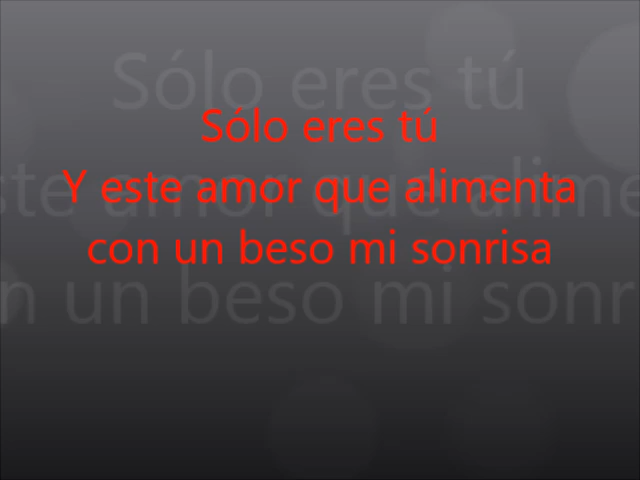 Sólo eres tú
Y este amor que alimenta
con un beso mi sonrisa